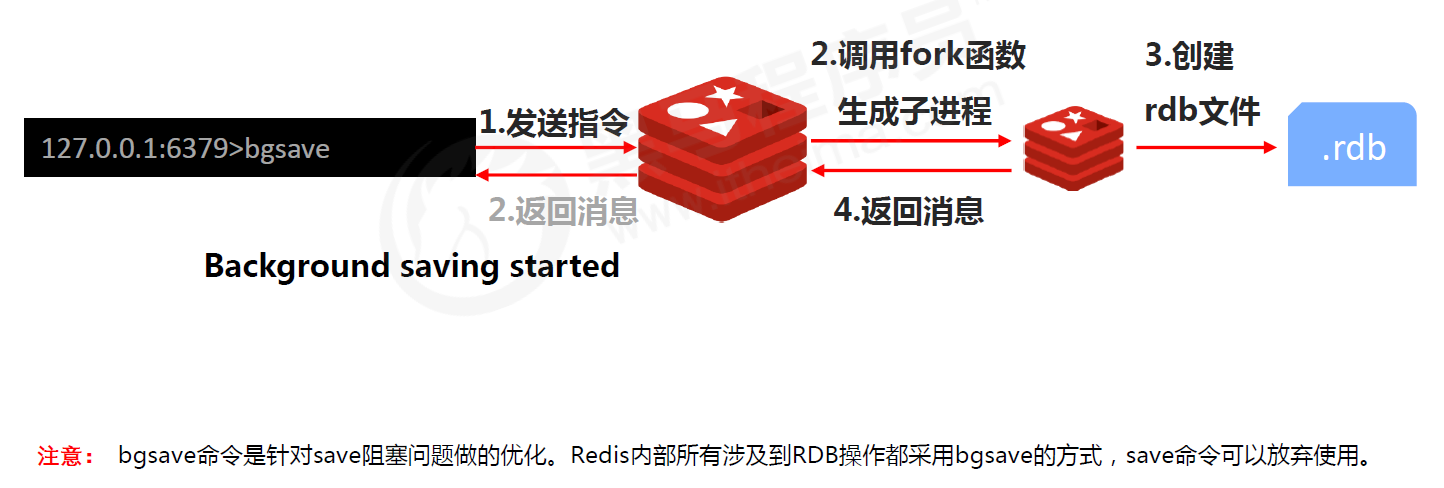 2.调用fork函数
生成子进程
3.创建
rdb文件
1.发送指令
127.0.0.1:6379>bgsave
.rdb
2.返回消息
4.返回消息
Background saving started
注意： bgsave命令是针对save阻塞问题做的优化。Redis内部所有涉及到RDB操作都采用bgsave的方式，save命令可以放弃使用。